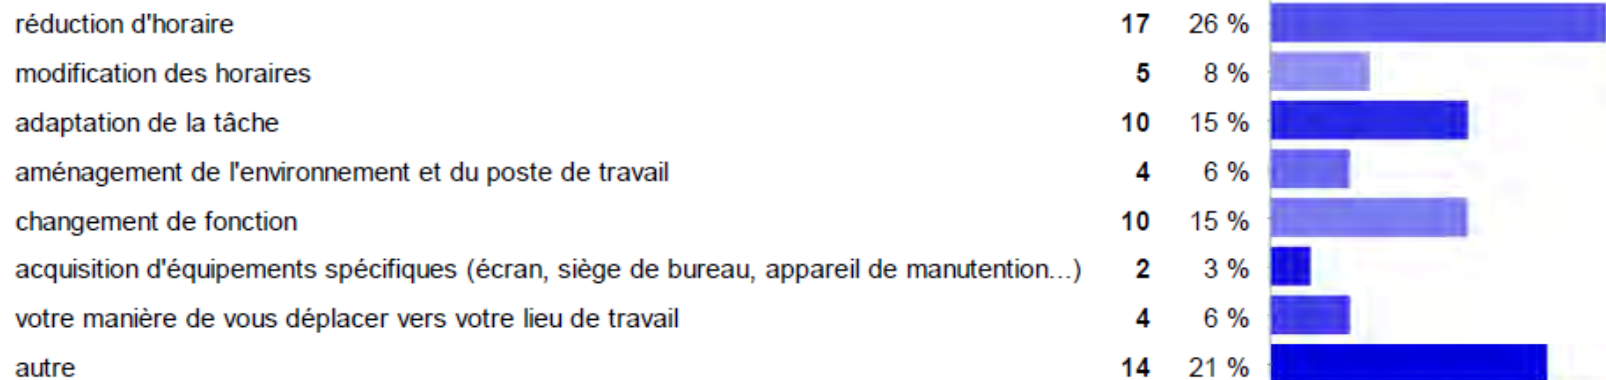 réduction d'horaire 17 26 %
modification des horaires 5 8 %
adaptation de la tâche 10 15 %
aménagement de l'environnement et du poste de travail 4 6 %
changement de fonction 10 15 %
acquisition d'équipements spécifiques (écran, siège de bureau, appareil de manutention...) 2 3 %
votre manière de vous déplacer vers votre lieu de travail 4 6 %
autre 14 21 %